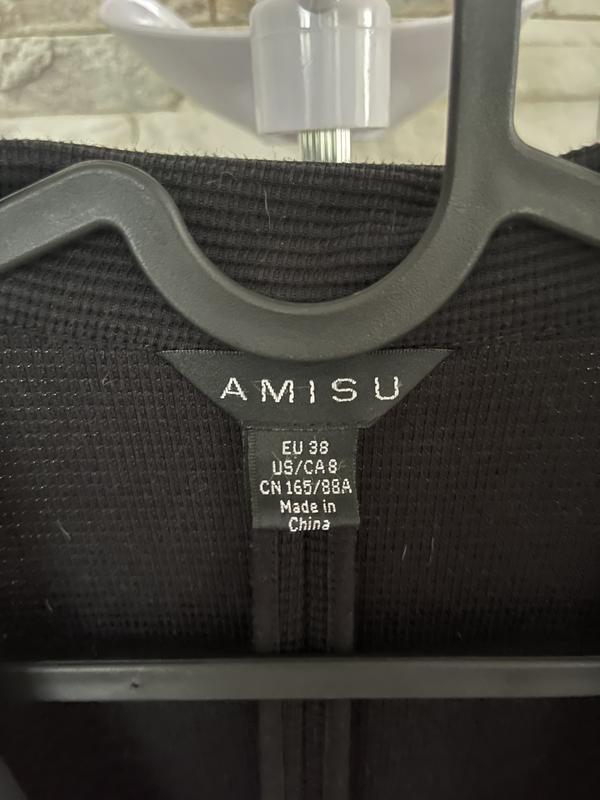 AMISU
EU 38
US/CA 8
CN 165/88A
Made in
China